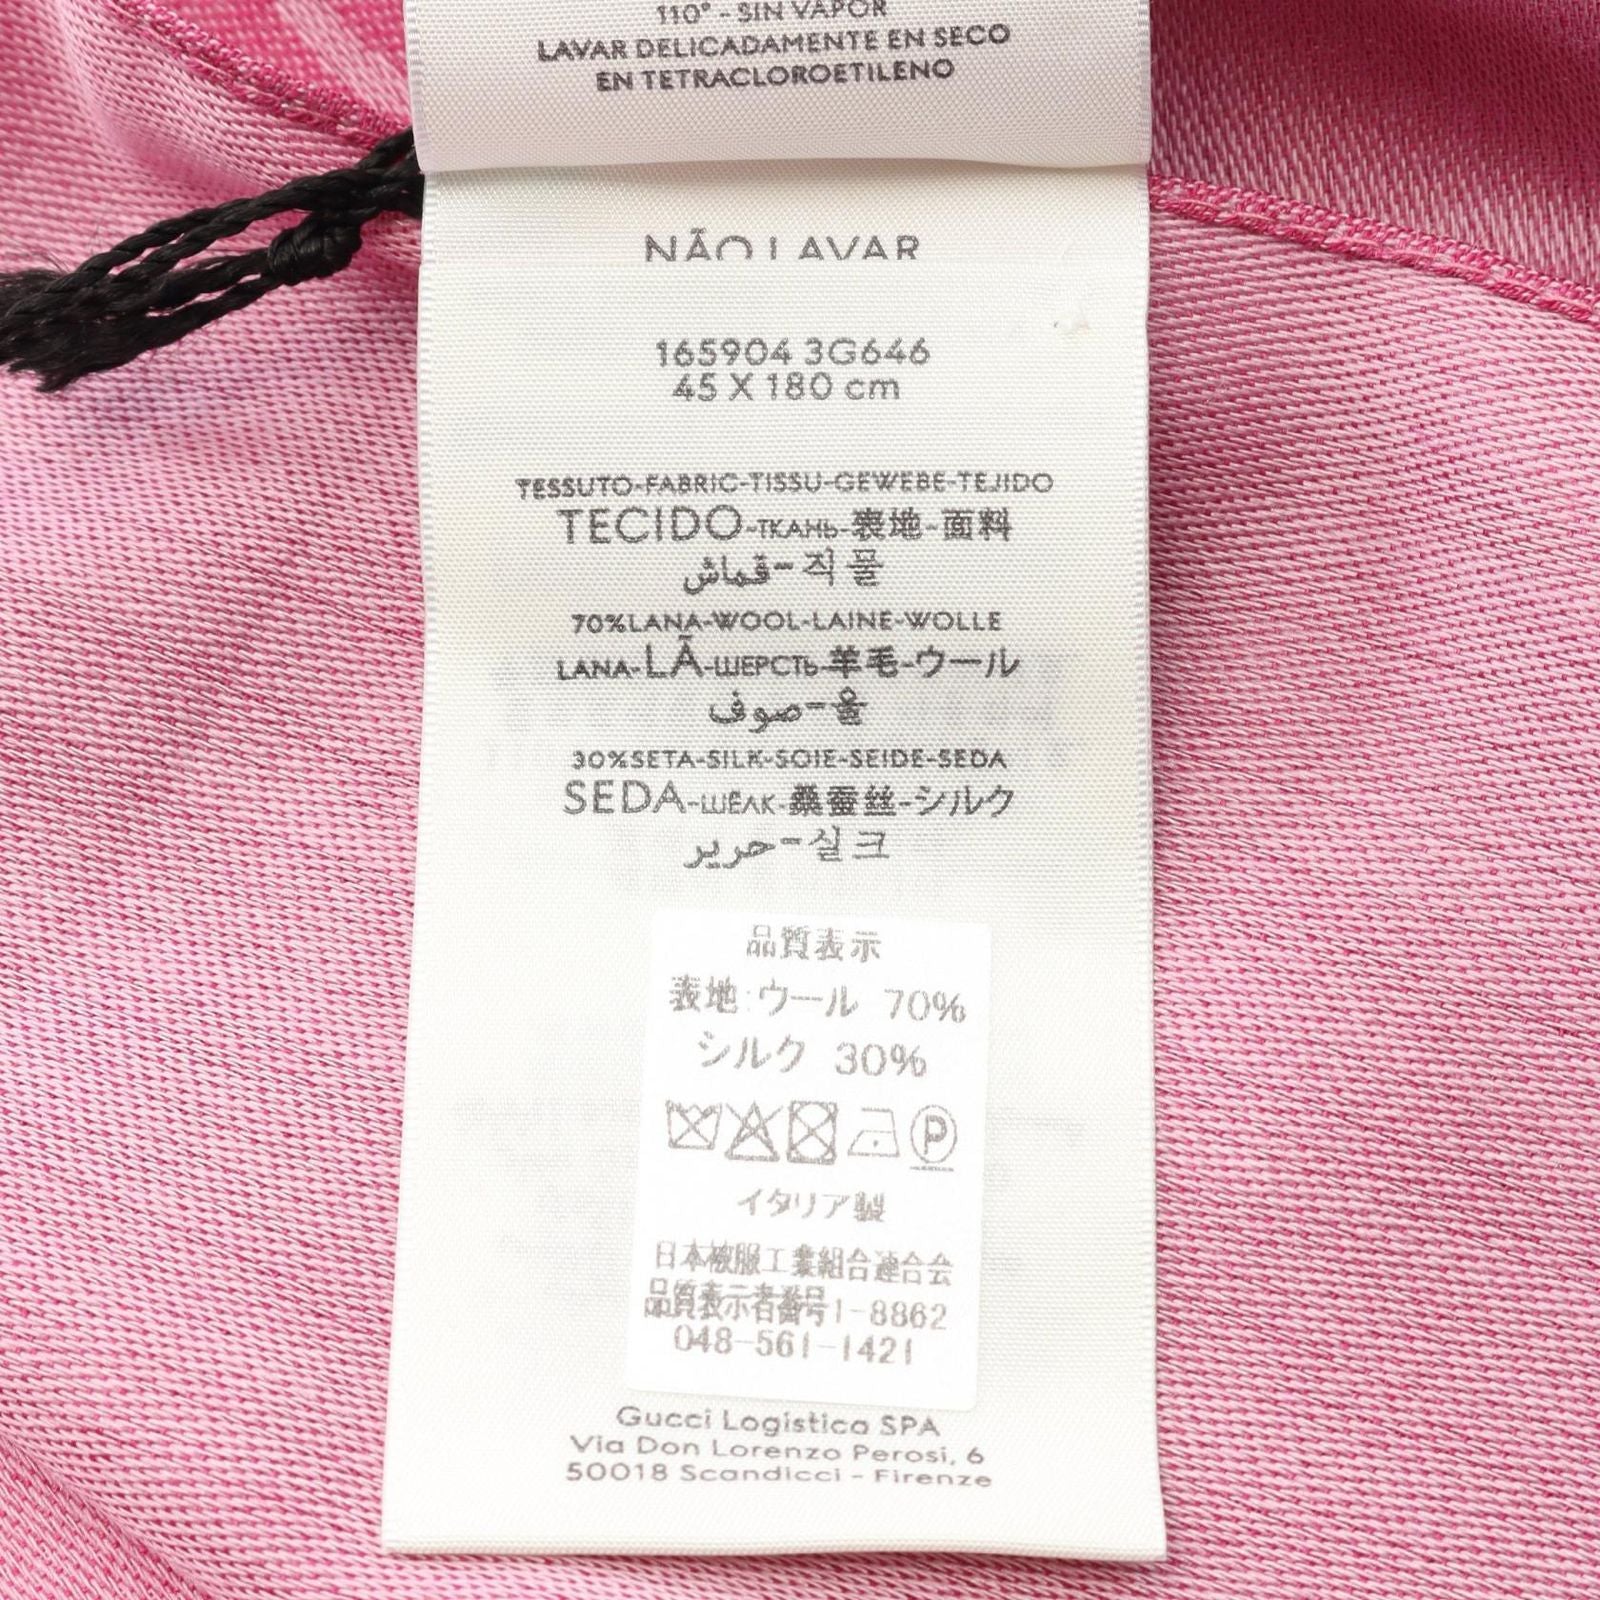 110° - SIN VAPOR
LAVAR DELICADAMENTE EN SECO
EN TETRACLOROETILENO
NÃO LAVAR
165904 3G646
45 X 180 cm
TESSUTO-FABRIC-TISSU-GEWEBE-TEJIDO
TECIDO-ТКАНЬ-表地-面料
قماش-직물
70%LANA-WOOL-LAINE-WOLLE
LANA-LÃ-ШЕРСТЬ-羊毛-ウール
صوف-울
30%SETA-SILK-SOIE-SEIDE-SEDA
SEDA-ШЁЛК-桑蚕丝-シルク
حرير-실크
品質表示
表地:ウール 70%
シルク 30%
P
イタリア製
日本被服工業組合連合会
品質表示者番号1-8862
048-561-1421
Gucci Logistica SPA
Via Don Lorenzo Perosi, 6
50018 Scandicci - Firenze